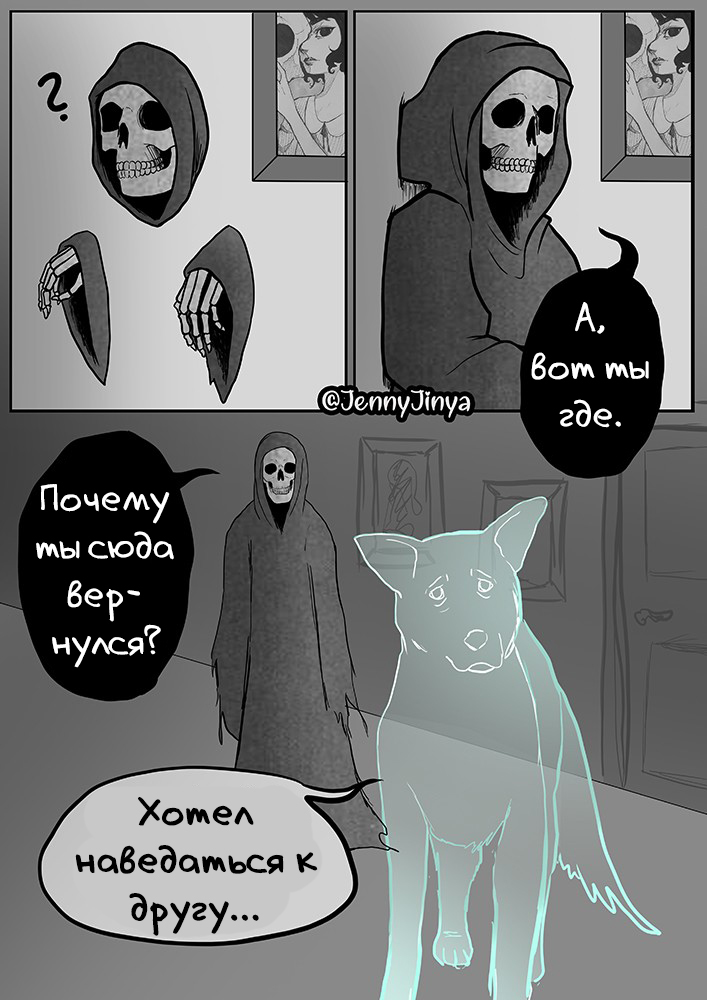 ?
@JennyJinya
А,
вот ты
где.
Почему
ты сюда
вер-
нулся?
Хотел
наведаться к
другу...